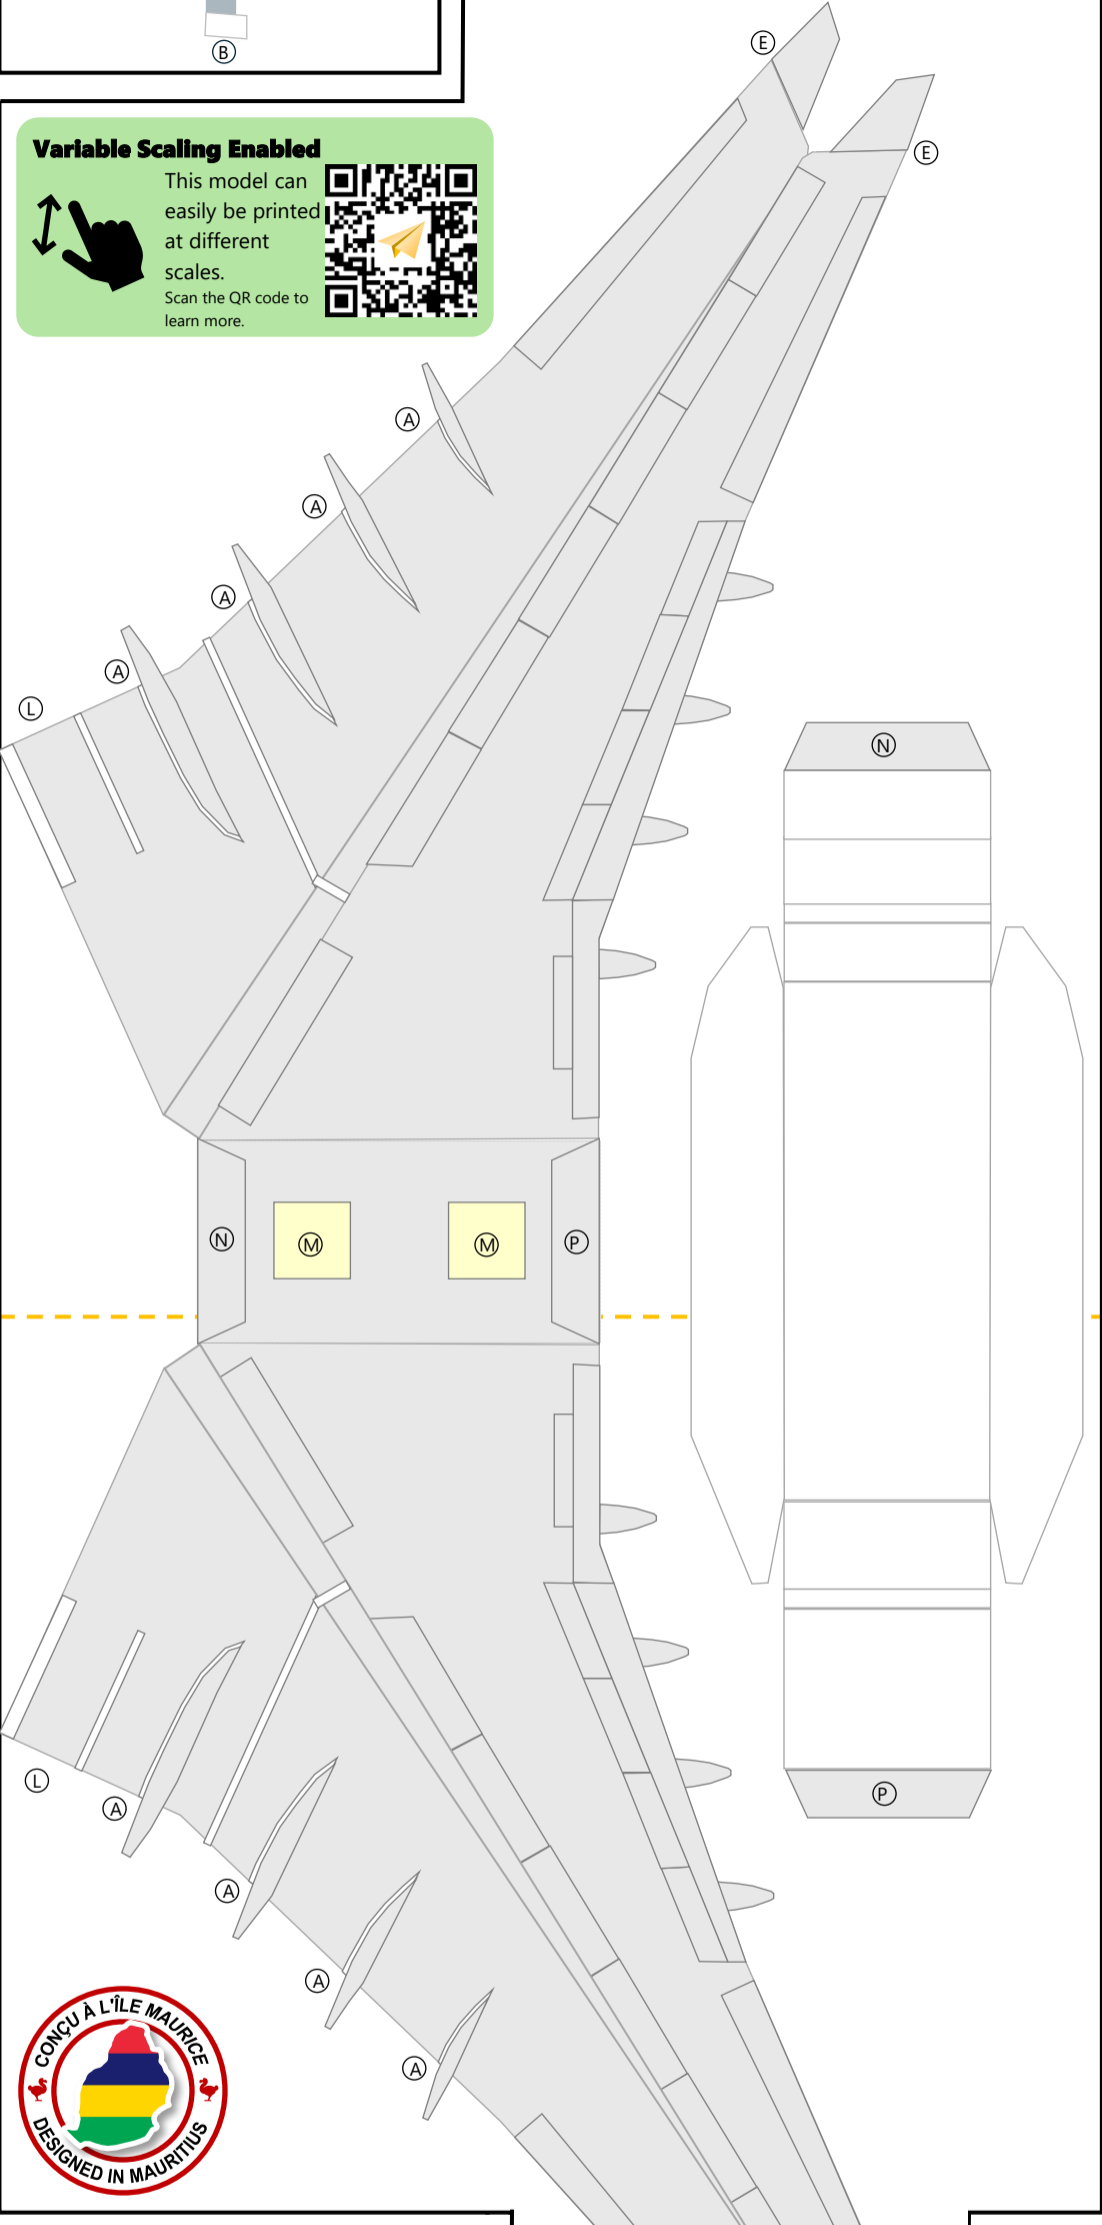 B
E
E
Variable Scaling Enabled
This model can
easily be printed
at different
scales.
Scan the QR code to
learn more.
A
A
A
A
L
N
N
M
M
P
L
A
P
A
A
A
CONÇU À L'ÎLE MAURICE
DESIGNED IN MAURITIUS